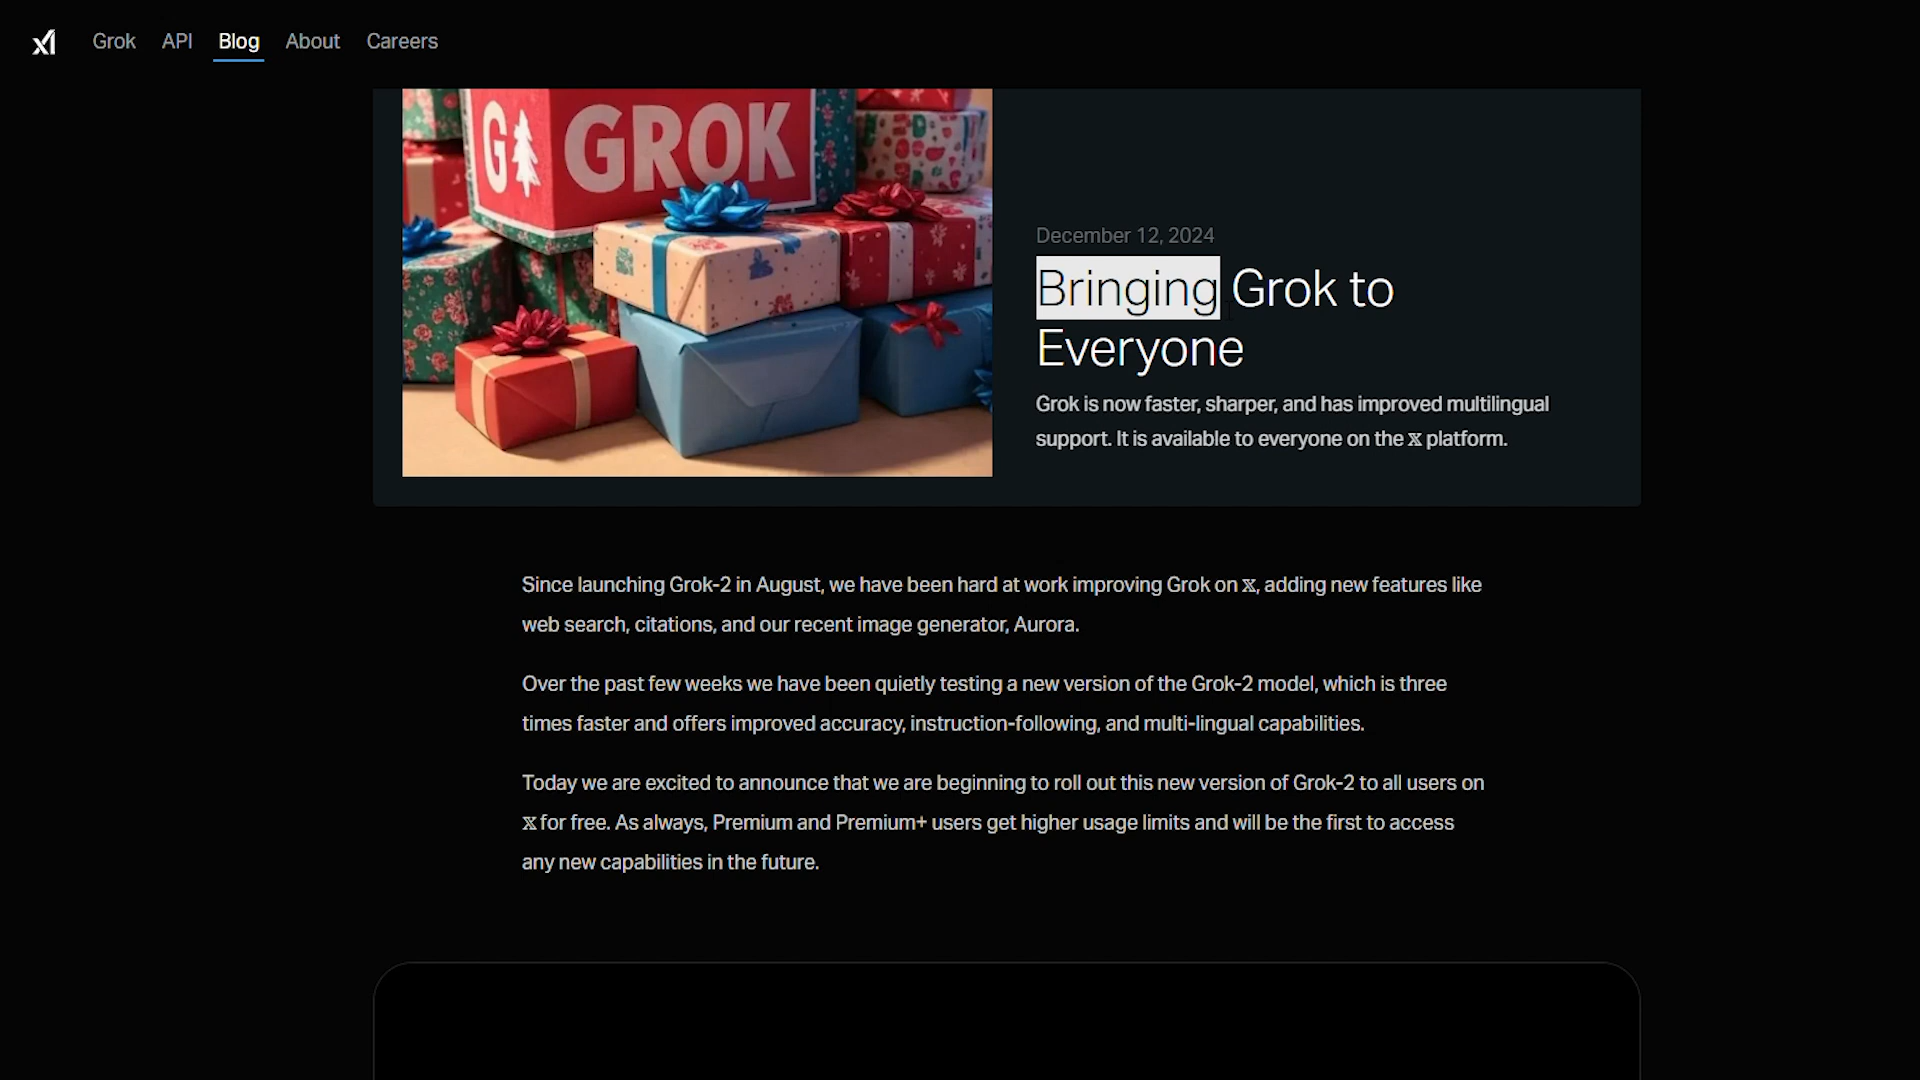 xI
Grok
API
Blog
About
Careers
G
GROK
December 12, 2024
Bringing Grok to
Everyone
Grok is now faster, sharper, and has improved multilingual
support. It is available to everyone on the 𝕏 platform.
Since launching Grok-2 in August, we have been hard at work improving Grok on 𝕏, adding new features like
web search, citations, and our recent image generator, Aurora.
Over the past few weeks we have been quietly testing a new version of the Grok-2 model, which is three
times faster and offers improved accuracy, instruction-following, and multi-lingual capabilities.
Today we are excited to announce that we are beginning to roll out this new version of Grok-2 to all users on
𝕏 for free. As always, Premium and Premium+ users get higher usage limits and will be the first to access
any new capabilities in the future.